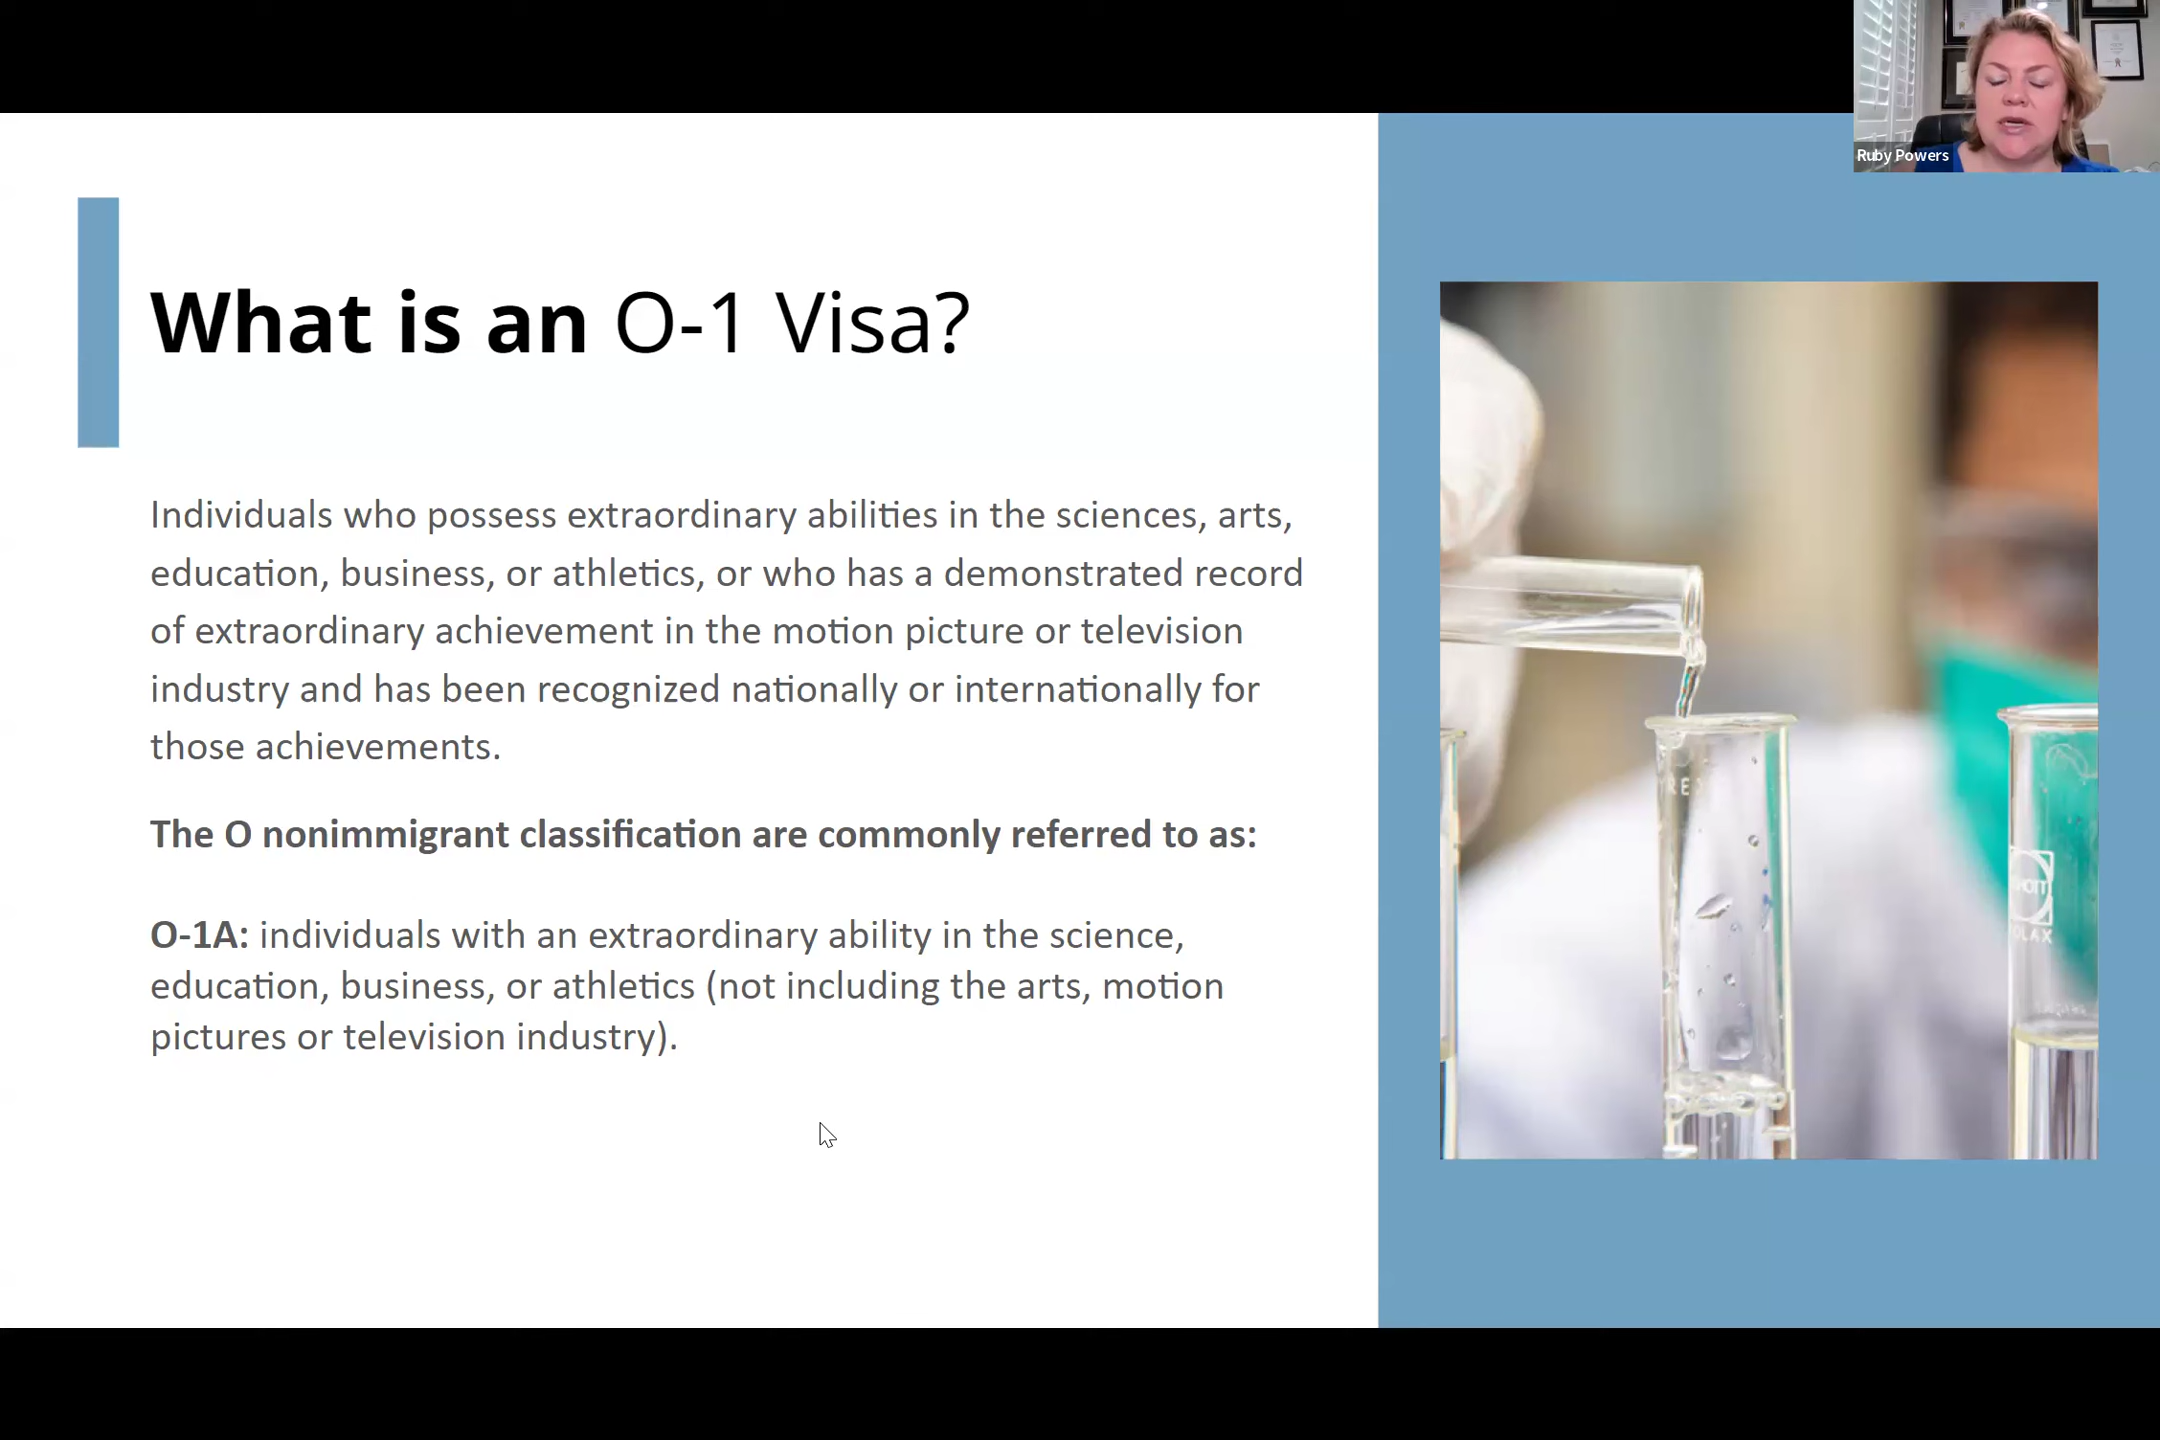 Ruby Powers
What is an O-1 Visa?
Individuals who possess extraordinary abilities in the sciences, arts,
education, business, or athletics, or who has a demonstrated record
of extraordinary achievement in the motion picture or television
industry and has been recognized nationally or internationally for
those achievements.
The O nonimmigrant classification are commonly referred to as:
O-1A: individuals with an extraordinary ability in the science,
education, business, or athletics (not including the arts, motion
pictures or television industry).